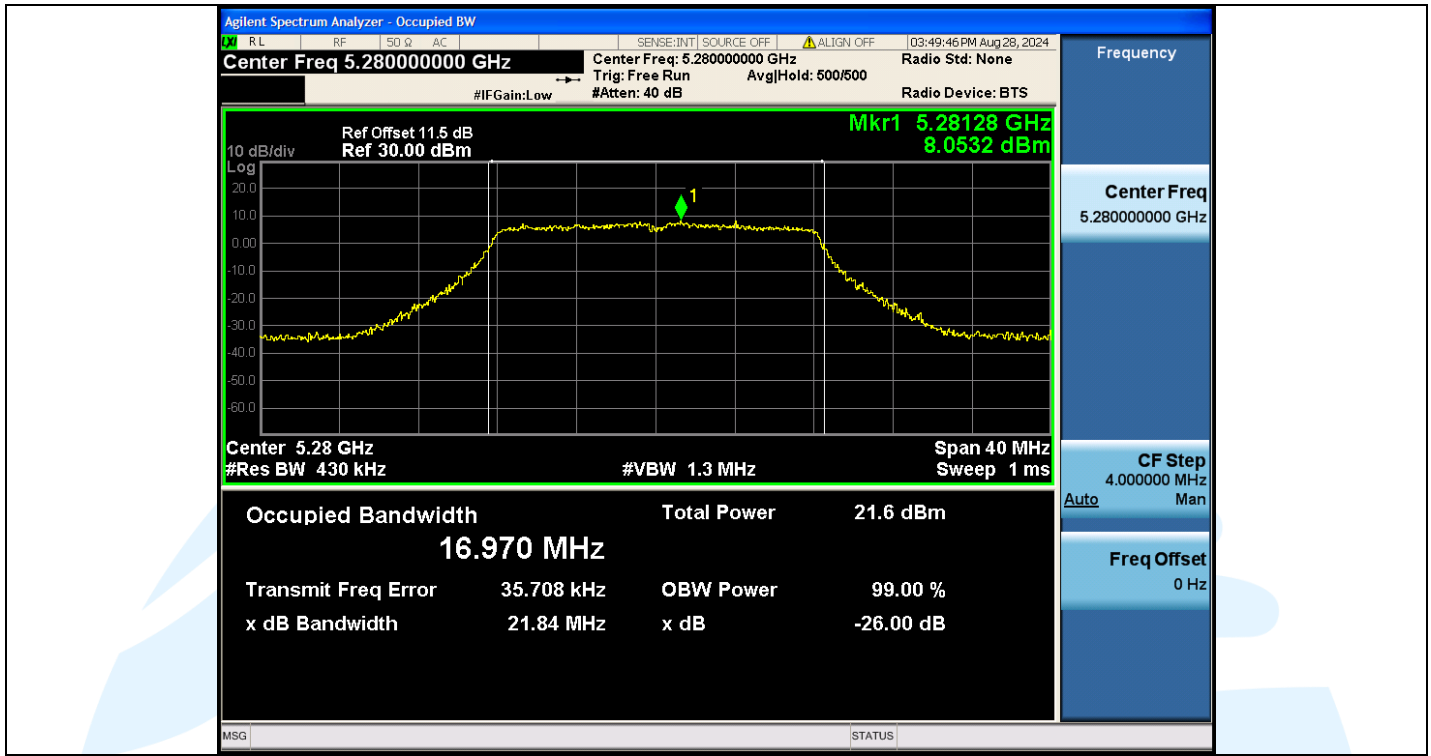 Agilent Spectrum Analyzer - Occupied BW
LXI RL RF 50 Ω AC SENSE:INT SOURCE OFF ALIGN OFF 03:49:46 PM Aug 28, 2024
Center Freq 5.280000000 GHz
Center Freq: 5.280000000 GHz
Radio Std: None
Trig: Free Run Avg|Hold: 500/500
#IFGain:Low
#Atten: 40 dB
Radio Device: BTS
Mkr1 5.28128 GHz
8.0532 dBm
Ref Offset 11.5 dB
10 dB/div Ref 30.00 dBm
Log
20.0
10.0
0.00
-10.0
-20.0
-30.0
-40.0
-50.0
-60.0
1
Center 5.28 GHz Span 40 MHz
#Res BW 430 kHz #VBW 1.3 MHz Sweep 1 ms
Occupied Bandwidth Total Power 21.6 dBm
16.970 MHz
Transmit Freq Error 35.708 kHz OBW Power 99.00 %
x dB Bandwidth 21.84 MHz x dB -26.00 dB
Frequency
Center Freq
5.280000000 GHz
CF Step
4.000000 MHz
Auto Man
Freq Offset
0 Hz
MSG STATUS